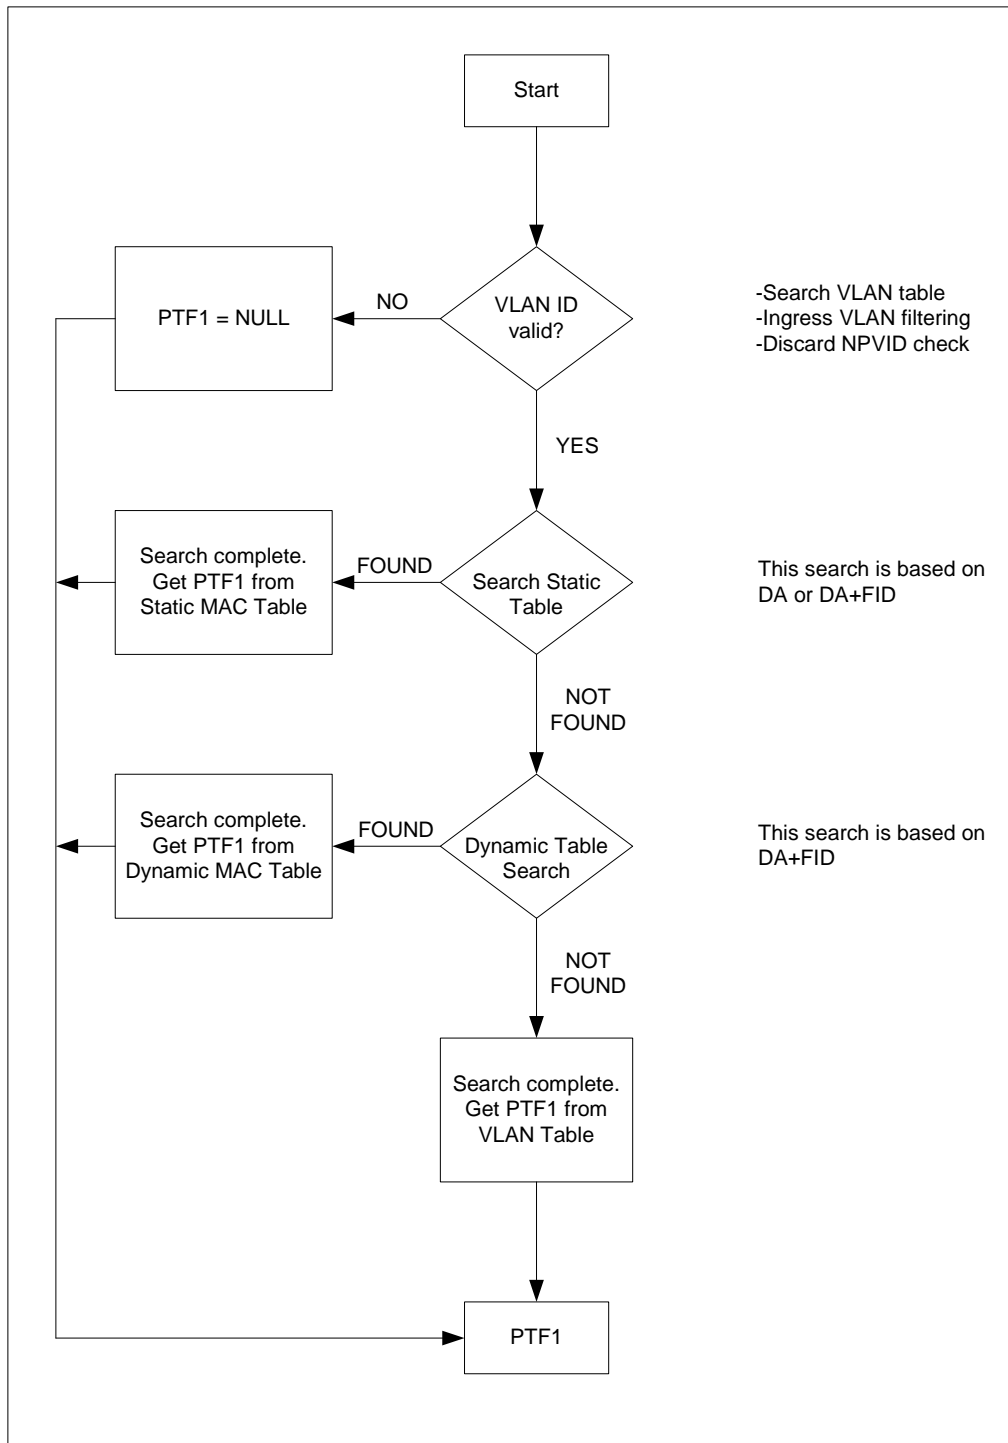 Start
VLAN ID
valid?
NO
PTF1 = NULL
-Search VLAN table
-Ingress VLAN filtering
-Discard NPVID check
YES
Search Static
Table
FOUND
Search complete.
Get PTF1 from
Static MAC Table
This search is based on
DA or DA+FID
NOT
FOUND
Dynamic Table
Search
FOUND
Search complete.
Get PTF1 from
Dynamic MAC Table
This search is based on
DA+FID
NOT
FOUND
Search complete.
Get PTF1 from
VLAN Table
PTF1